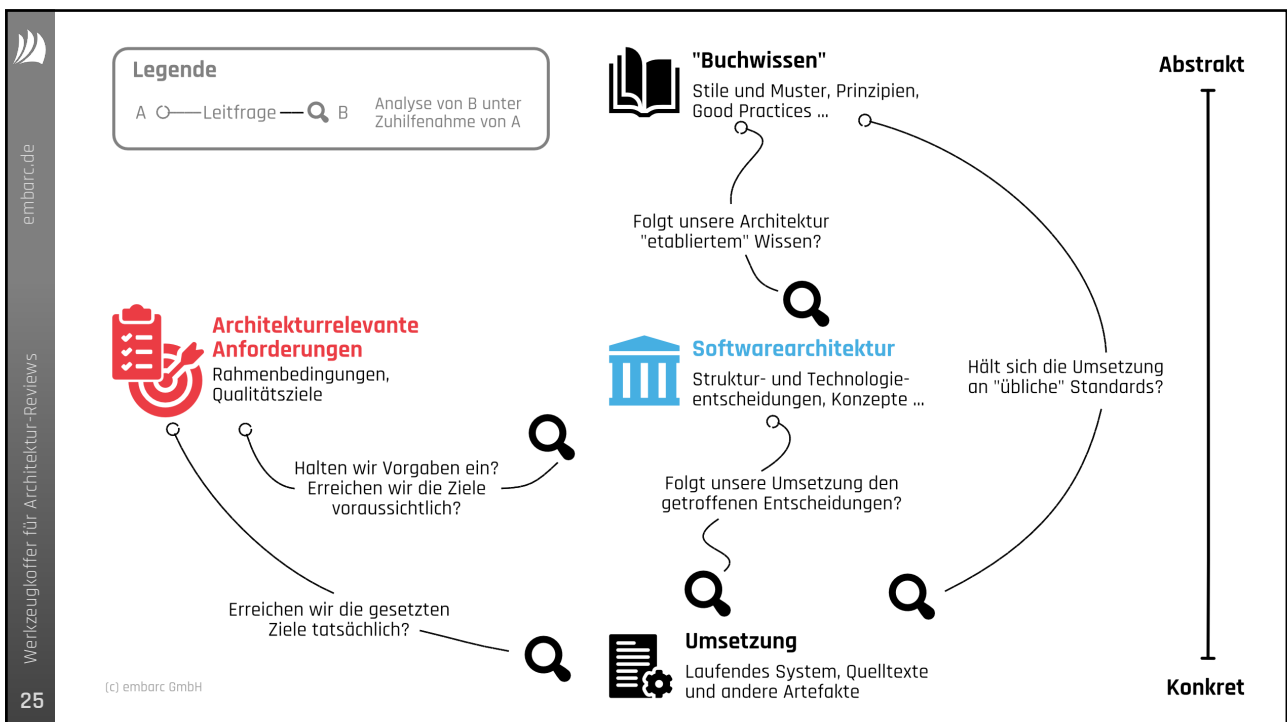 embarc.de
Werkzeugkoffer für Architektur-Reviews
25
Legende
A Leitfrage B
Analyse von B unter
Zuhilfenahme von A
"Buchwissen"
Stile und Muster, Prinzipien,
Good Practices ...
Abstrakt
Folgt unsere Architektur
"etabliertem" Wissen?
Architekturrelevante
Anforderungen
Rahmenbedingungen,
Qualitätsziele
Softwarearchitektur
Struktur- und Technologie-
entscheidungen, Konzepte ...
Hält sich die Umsetzung
an "übliche" Standards?
Halten wir Vorgaben ein?
Erreichen wir die Ziele
voraussichtlich?
Folgt unsere Umsetzung den
getroffenen Entscheidungen?
Erreichen wir die gesetzten
Ziele tatsächlich?
Umsetzung
Laufendes System, Quelltexte
und andere Artefakte
Konkret
(c) embarc GmbH